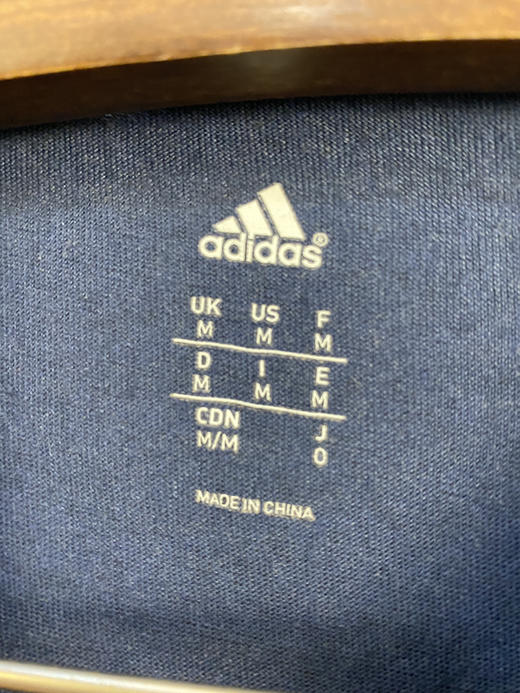 adidas®
UK US F
M M M
D I E
M M M
CDN J
M/M O
MADE IN CHINA